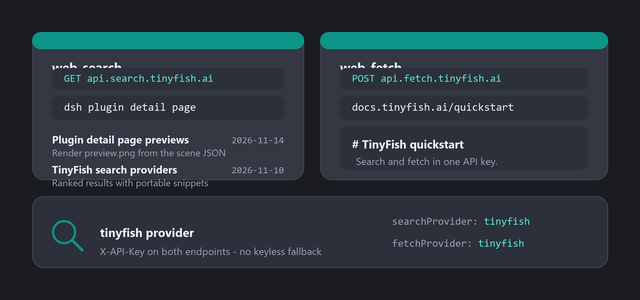 web-search
GET api.search.tinyfish.ai
dsh plugin detail page
Plugin detail page previews 2026-11-14
Render preview.png from the scene JSON
TinyFish search providers 2026-11-10
Ranked results with portable snippets
web-fetch
POST api.fetch.tinyfish.ai
docs.tinyfish.ai/quickstart
# TinyFish quickstart
Search and fetch in one API key.
tinyfish provider
X-API-Key on both endpoints - no keyless fallback
searchProvider: tinyfish
fetchProvider: tinyfish